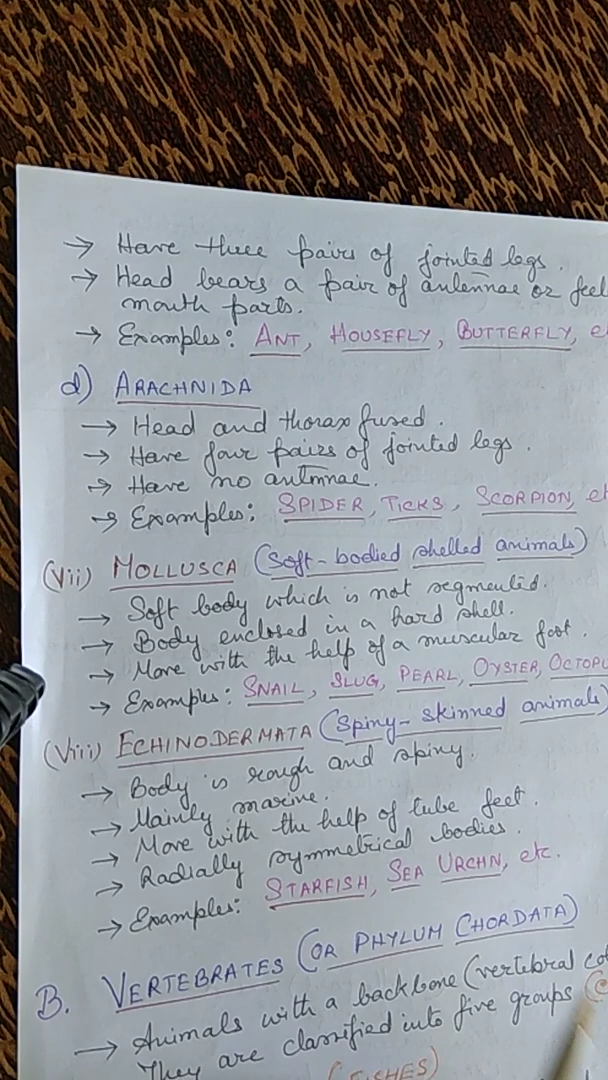 → Have three pairs of jointed legs.
→ Head bears a pair of antennae or feel
mouth parts.
→ Examples: ANT, HOUSEFLY, BUTTERFLY, e
d) ARACHNIDA
→ Head and thorax fused.
→ Have four pairs of jointed legs.
→ Have no antennae.
→ Examples: SPIDER, TICKS, SCORPION, et
(Vii) MOLLUSCA (Soft-bodied shelled animals)
→ Soft body which is not segmented.
→ Body enclosed in a hard shell.
→ Move with the help of a muscular foot.
→ Examples: SNAIL, SLUG, PEARL, OYSTER, OCTOPU
(Viii) ECHINODERMATA (Spiny-skinned animals)
→ Body is rough and spiny.
→ Mainly marine.
→ Move with the help of tube feet.
→ Radially symmetrical bodies.
→ Examples: STARFISH, SEA URCHN, etc.
B. VERTEBRATES (OR PHYLUM CHORDATA)
→ Animals with a backbone (vertebral co
They are classified into five groups
(FISHES)